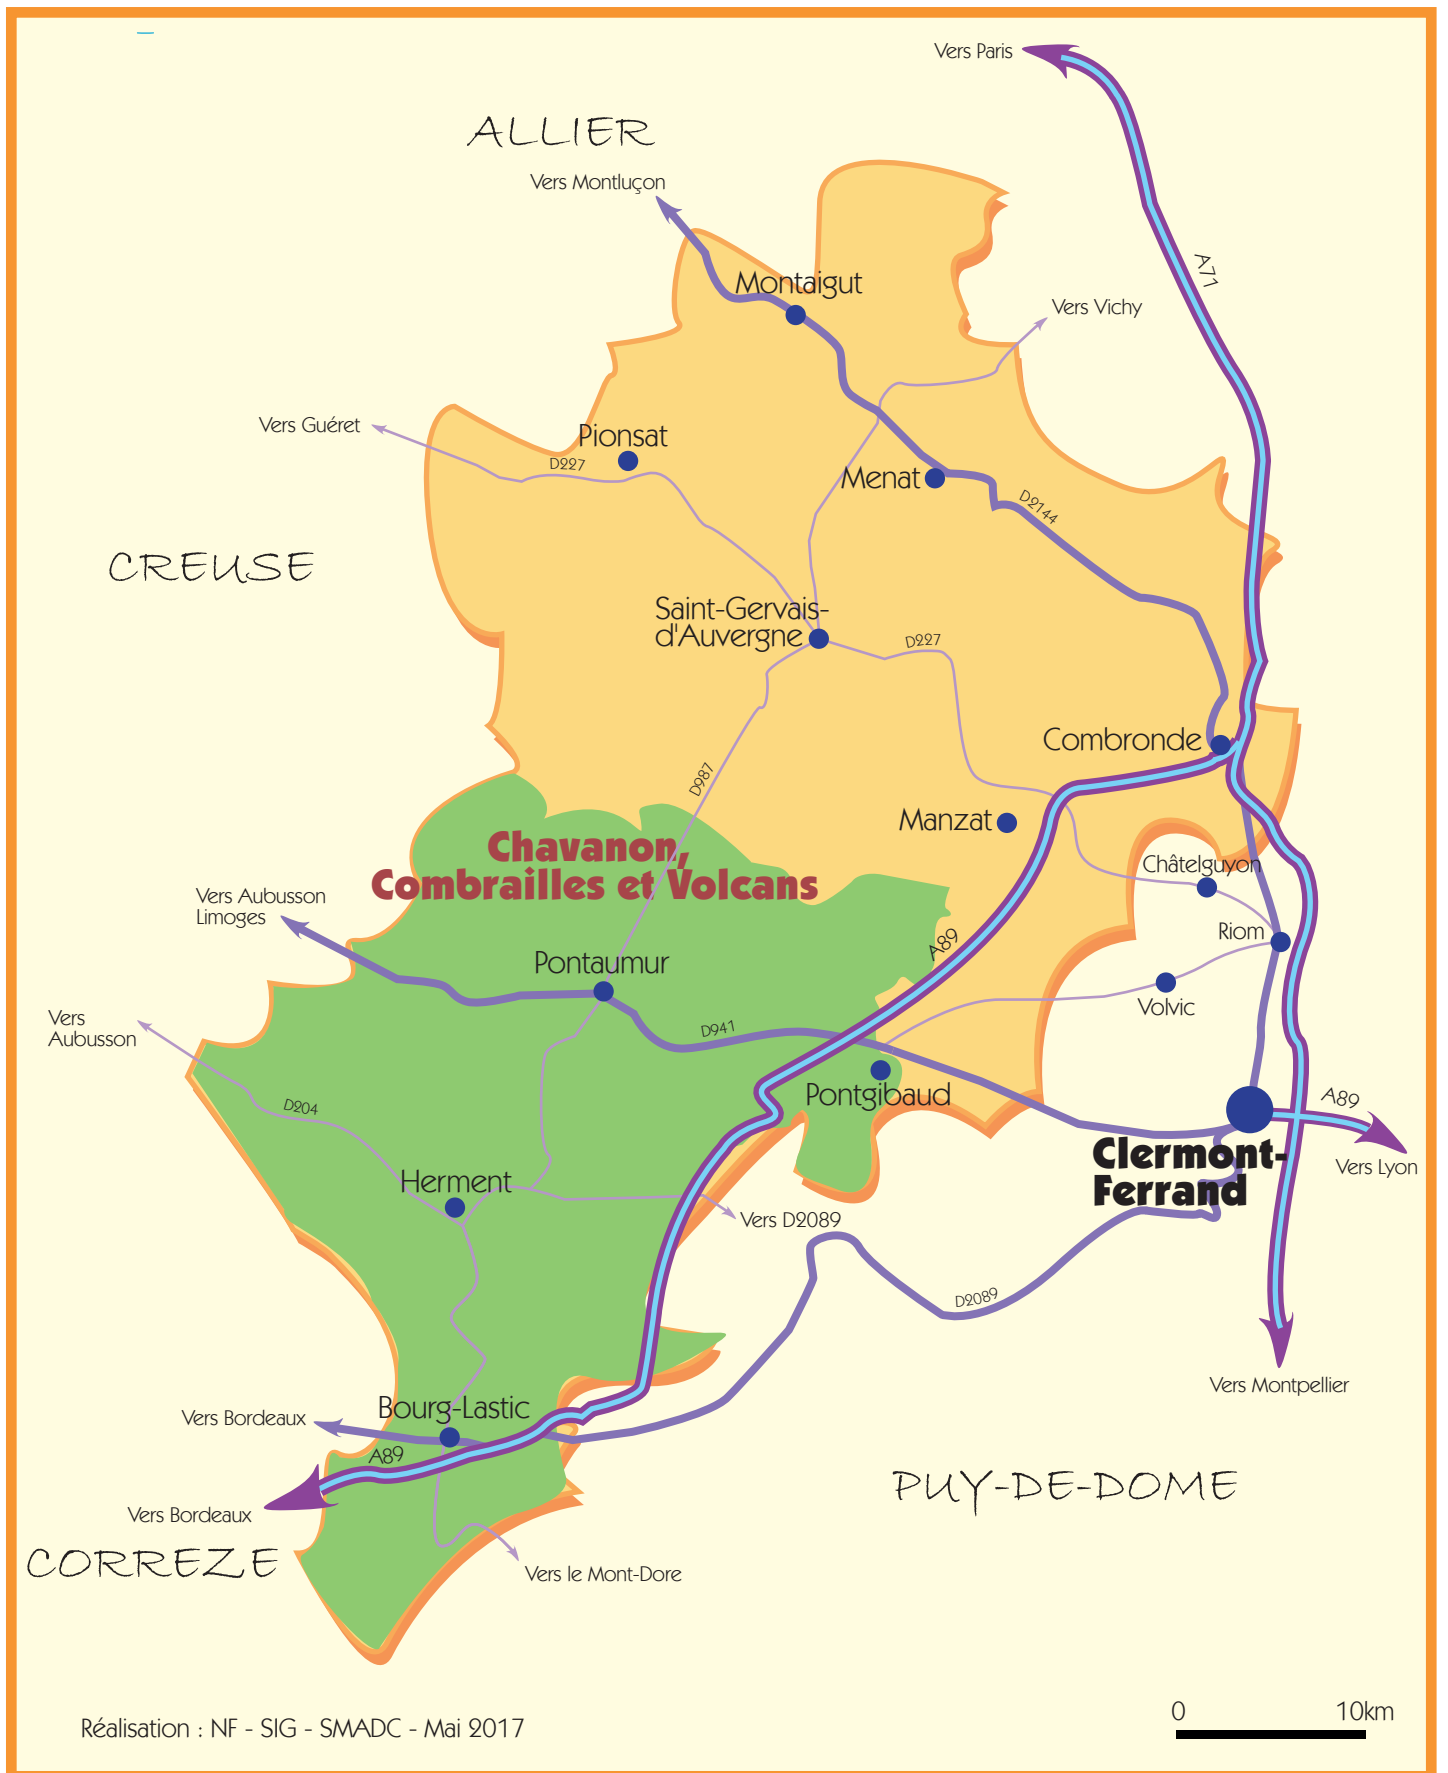 Vers Paris
ALLIER
Vers Montluçon
A71
Montaigut
Vers Vichy
Vers Guéret
Pionsat
D227
Menat
D2144
CREUSE
Saint-Gervais-
d'Auvergne
D227
Combronde
D987
Manzat
Chavanon,
Combrailles et Volcans
Châtelguyon
Vers Aubusson
Limoges
Riom
A89
Pontaumur
Volvic
Vers
Aubusson
D941
Pontgibaud
D204
A89
Clermont-
Ferrand
Vers Lyon
Herment
Vers D2089
D2089
Vers Montpellier
Bourg-Lastic
Vers Bordeaux
A89
PUY-DE-DOME
Vers Bordeaux
CORREZE
Vers le Mont-Dore
0 10km
Réalisation : NF - SIG - SMADC - Mai 2017